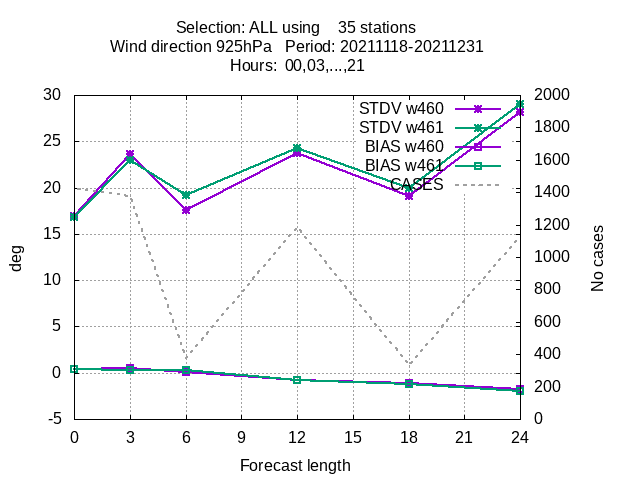 Selection: ALL using    35 stations
Wind direction 925hPa   Period: 20211118-20211231
Hours: 00,03,...,21
STDV w460
STDV w461
BIAS w460
BIAS w461
CASES
30
25
20
15
10
5
0
-5
2000
1800
1600
1400
1200
1000
800
600
400
200
0
deg
No cases
0 3 6 9 12 15 18 21 24
Forecast length